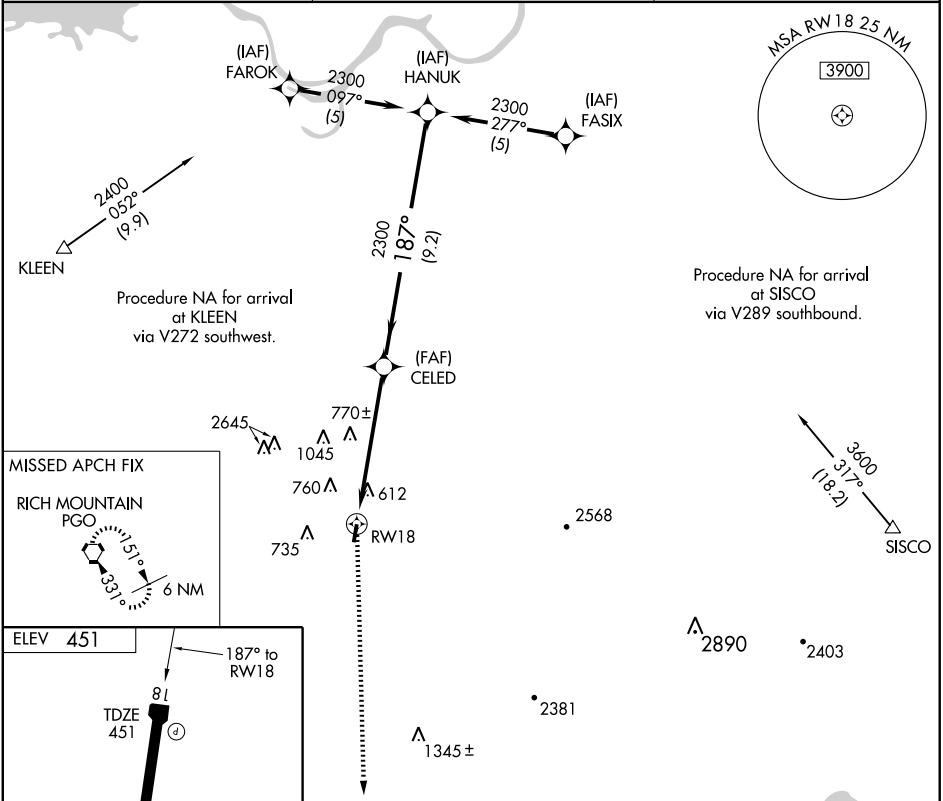 (IAF)
FAROK
2300
097°
(5)
(IAF)
HANUK
2300
277°
(5)
(IAF)
FASIX
MSA RW18 25 NM
3900
2400
052°
(9.9)
KLEEN
2300
187°
(9.2)
Procedure NA for arrival
at KLEEN
via V272 southwest.
Procedure NA for arrival
at SISCO
via V289 southbound.
(FAF)
CELED
2645
770±
1045
760
612
735
RW18
2568
3600
317°
(18.2)
SISCO
MISSED APCH FIX
RICH MOUNTAIN
PGO
151°
331°
6 NM
2890
2403
2381
1345±
ELEV 451
187° to
RW18
18
TDZE
451
P